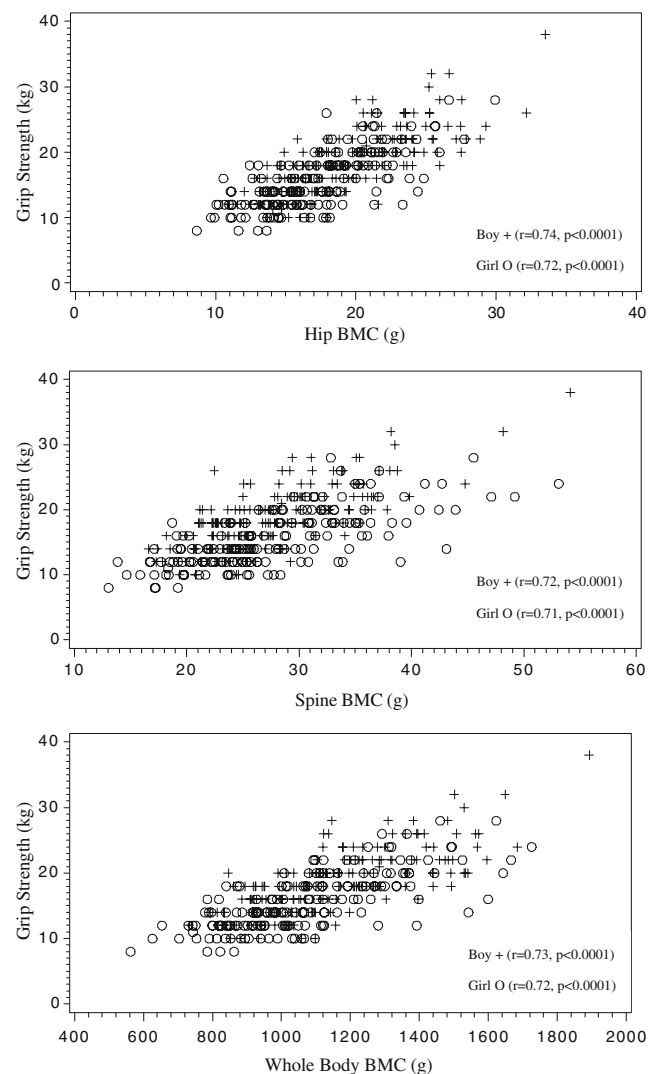 40
30
20
10
0
Grip Strength (kg)
Boy + (r=0.74, p<0.0001)
Girl O (r=0.72, p<0.0001)
0 10 20 30 40
Hip BMC (g)
40
30
20
10
0
Grip Strength (kg)
Boy + (r=0.72, p<0.0001)
Girl O (r=0.71, p<0.0001)
10 20 30 40 50 60
Spine BMC (g)
40
30
20
10
0
Grip Strength (kg)
Boy + (r=0.73, p<0.0001)
Girl O (r=0.72, p<0.0001)
400 600 800 1000 1200 1400 1600 1800 2000
Whole Body BMC (g)